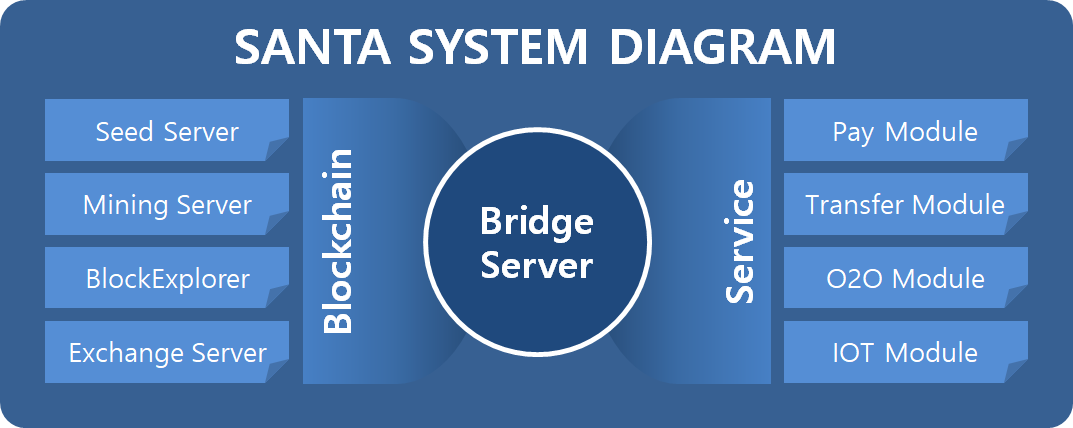 SANTA SYSTEM DIAGRAM
Seed Server
Mining Server
BlockExplorer
Exchange Server
Blockchain
Bridge
Server
Service
Pay Module
Transfer Module
O2O Module
IOT Module